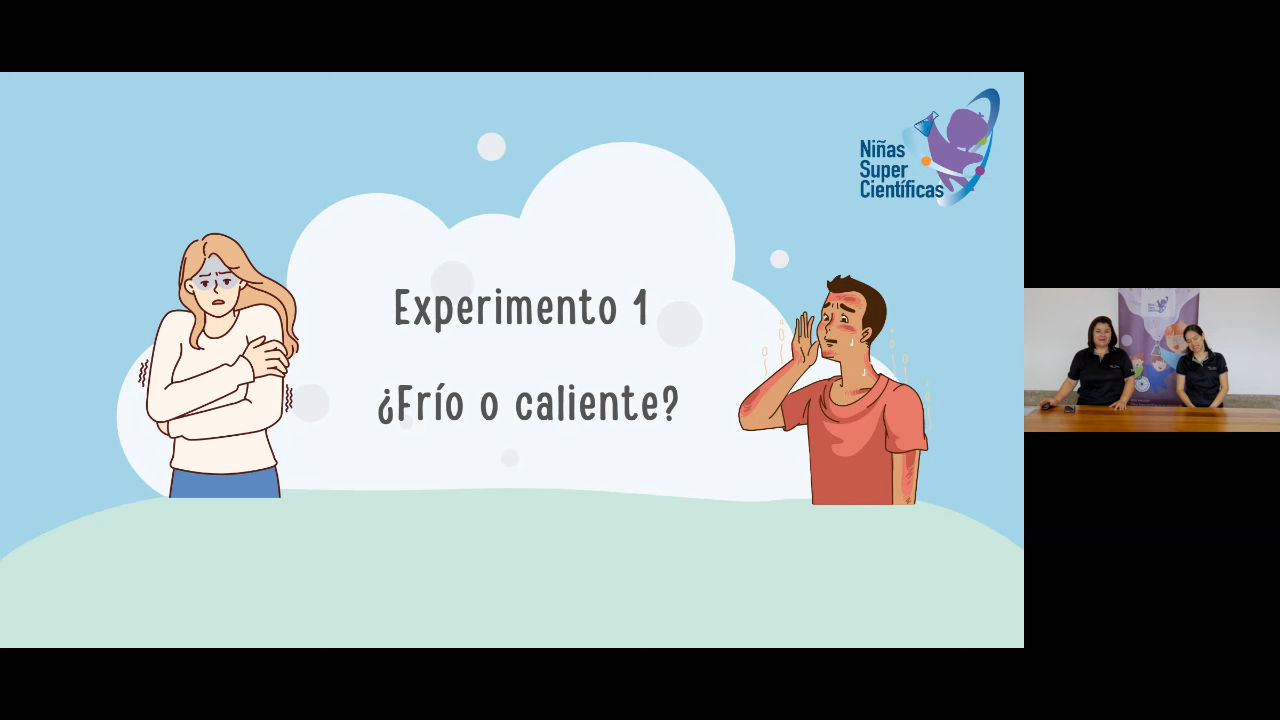 Niñas
Super
Científicas
Experimento 1
¿Frío o caliente?